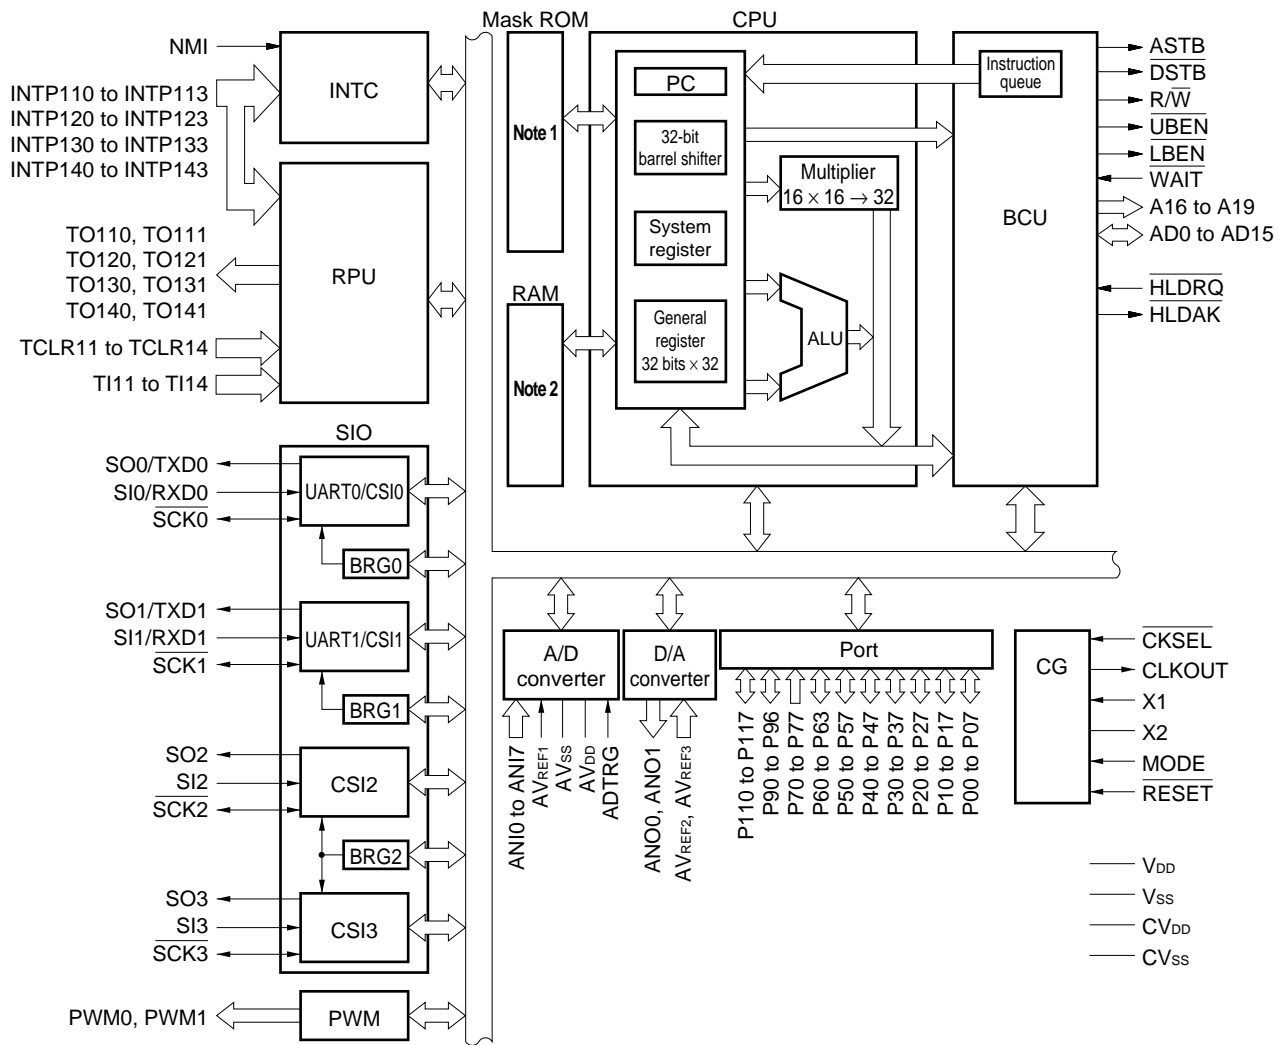 Mask ROM
CPU
NMI
INTP110 to INTP113
INTP120 to INTP123
INTP130 to INTP133
INTP140 to INTP143
INTC
TO110, TO111
TO120, TO121
TO130, TO131
TO140, TO141
TCLR11 to TCLR14
TI11 to TI14
RPU
Note 1
RAM
Note 2
PC
32-bit
barrel shifter
System
register
General
register
32 bits × 32
Multiplier
16 × 16 → 32
ALU
Instruction
queue
BCU
ASTB
DSTB
R/W
UBEN
LBEN
WAIT
A16 to A19
AD0 to AD15
HLDRQ
HLDAK
SIO
SO0/TXD0
SI0/RXD0
SCK0
UART0/CSI0
BRG0
SO1/TXD1
SI1/RXD1
SCK1
UART1/CSI1
BRG1
SO2
SI2
SCK2
CSI2
BRG2
SO3
SI3
SCK3
CSI3
PWM0, PWM1
PWM
A/D
converter
ANI0 to ANI7
AVREF1
AVSS
AVDD
ADTRG
D/A
converter
ANO0, ANO1
AVREF2, AVREF3
Port
P110 to P117
P90 to P96
P70 to P77
P60 to P63
P50 to P57
P40 to P47
P30 to P37
P20 to P27
P10 to P17
P00 to P07
CG
CKSEL
CLKOUT
X1
X2
MODE
RESET
VDD
VSS
CVDD
CVSS